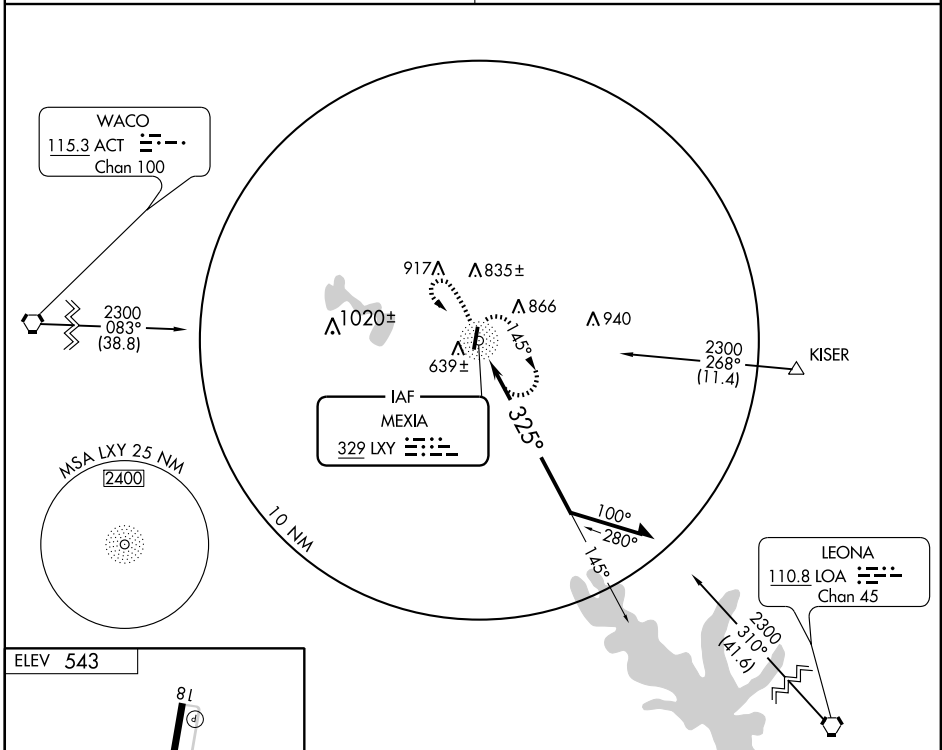 WACO
115.3 ACT
Chan 100
2300
083°
(38.8)
917
835±
866
1020±
940
639±
145°
2300
268°
(11.4)
KISER
IAF
MEXIA
329 LXY
325°
MSA LXY 25 NM
2400
10 NM
100°
280°
145°
LEONA
110.8 LOA
Chan 45
2300
310°
(41.6)
ELEV 543
18
P